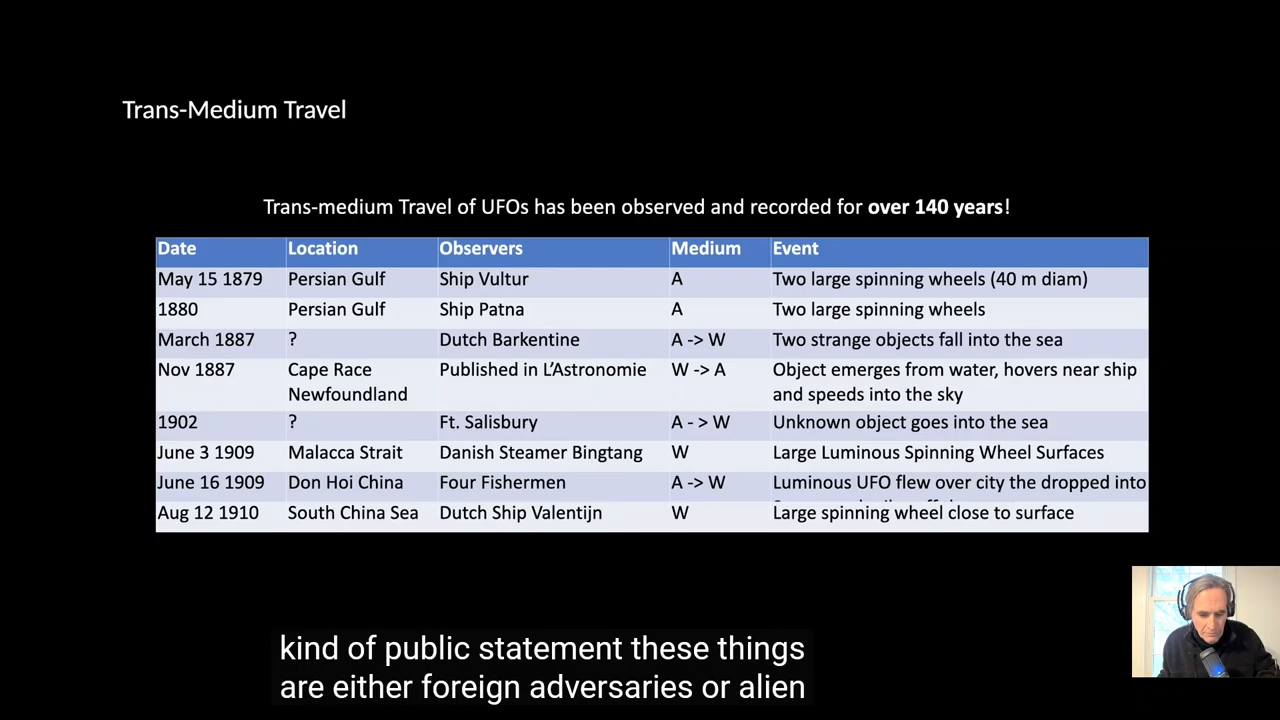 Trans-Medium Travel
Trans-medium Travel of UFOs has been observed and recorded for over 140 years!
Date Location Observers Medium Event
May 15 1879 Persian Gulf Ship Vultur A Two large spinning wheels (40 m diam)
1880 Persian Gulf Ship Patna A Two large spinning wheels
March 1887 ? Dutch Barkentine A -> W Two strange objects fall into the sea
Nov 1887 Cape Race Published in L’Astronomie W -> A Object emerges from water, hovers near ship
Newfoundland and speeds into the sky
1902 ? Ft. Salisbury A - > W Unknown object goes into the sea
June 3 1909 Malacca Strait Danish Steamer Bingtang W Large Luminous Spinning Wheel Surfaces
June 16 1909 Don Hoi China Four Fishermen A -> W Luminous UFO flew over city the dropped into
Aug 12 1910 South China Sea Dutch Ship Valentijn W Large spinning wheel close to surface
kind of public statement these things
are either foreign adversaries or alien